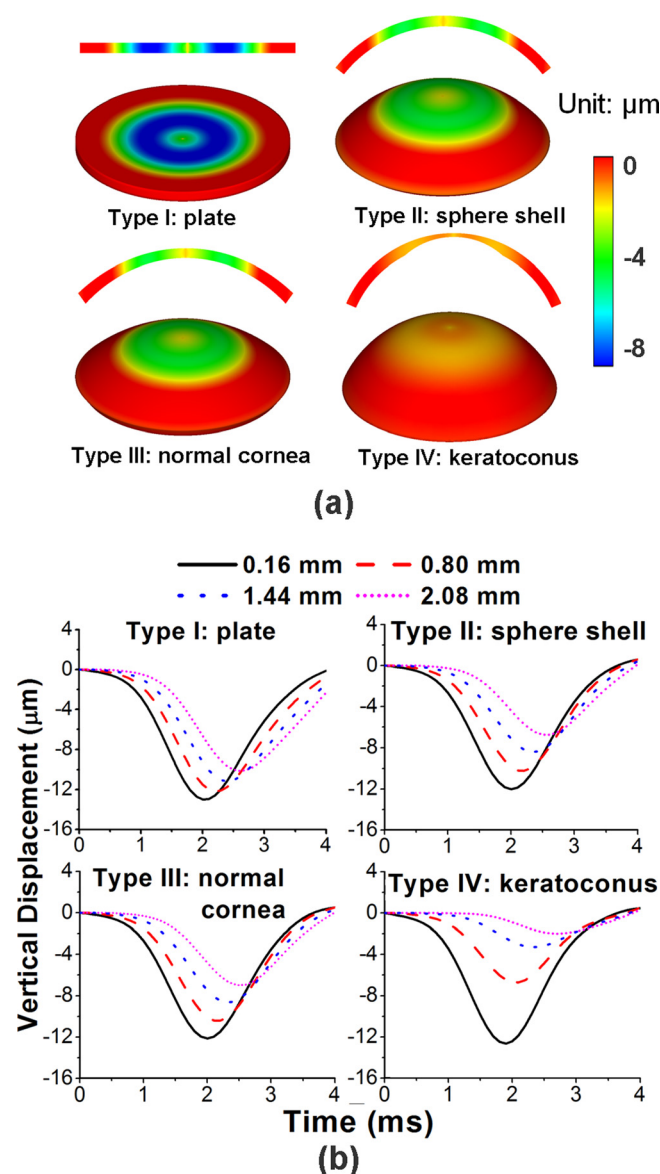 Unit: μm
0
-4
-8
Type I: plate
Type II: sphere shell
Type III: normal cornea
Type IV: keratoconus
(a)
0.16 mm
0.80 mm
1.44 mm
2.08 mm
Vertical Displacement (μm)
Type I: plate
4
0
-4
-8
-12
-16
0 1 2 3 4
Type II: sphere shell
4
0
-4
-8
-12
-16
0 1 2 3 4
Type III: normal
cornea
4
0
-4
-8
-12
-16
0 1 2 3 4
Type IV: keratoconus
4
0
-4
-8
-12
-16
0 1 2 3 4
Time (ms)
(b)